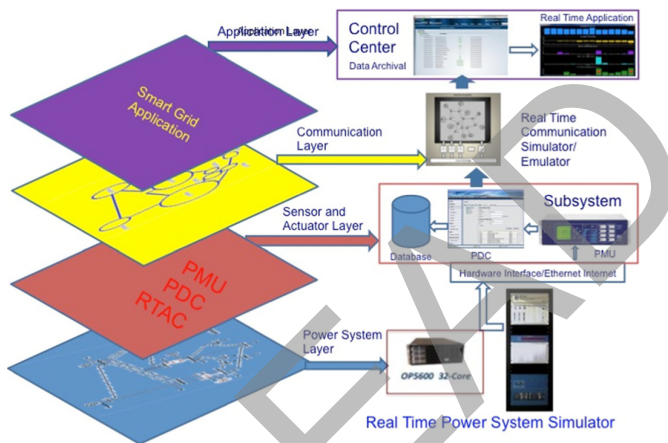 Application Layer
Application Layer
Control
Center
Data Archival
Real Time Application
Smart Grid
Application
Communication
Layer
Real Time
Communication
Simulator/
Emulator
Sensor and
Actuator Layer
Subsystem
Database
PDC
PMU
Hardware Interface/Ethernet Internet
PMU
PDC
RTAC
Power System
Layer
OP5600 32-Core
Real Time Power System Simulator